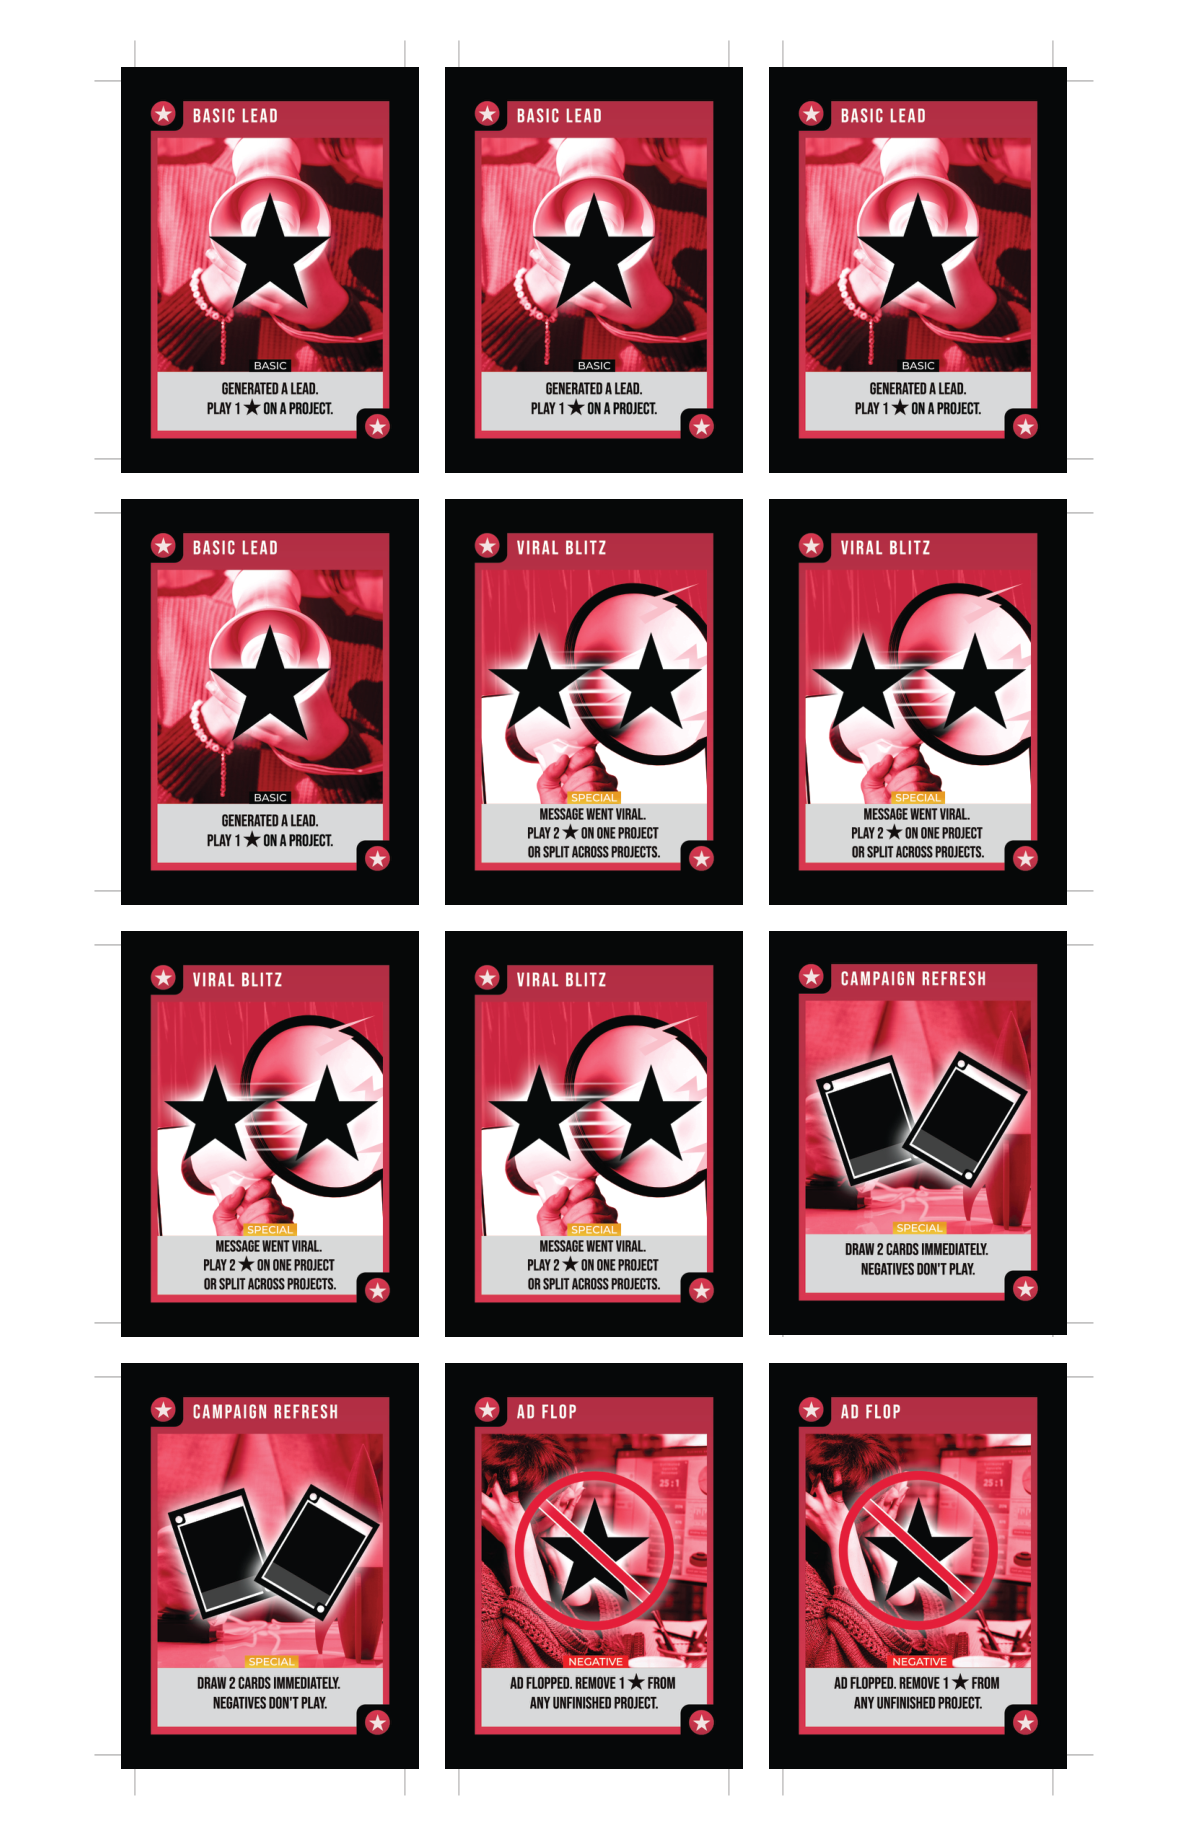 BASIC LEAD
BASIC
GENERATED A LEAD.
PLAY 1 ★ ON A PROJECT.
BASIC LEAD
BASIC
GENERATED A LEAD.
PLAY 1 ★ ON A PROJECT.
BASIC LEAD
BASIC
GENERATED A LEAD.
PLAY 1 ★ ON A PROJECT.
BASIC LEAD
BASIC
GENERATED A LEAD.
PLAY 1 ★ ON A PROJECT.
VIRAL BLITZ
SPECIAL
MESSAGE WENT VIRAL.
PLAY 2 ★ ON ONE PROJECT
OR SPLIT ACROSS PROJECTS.
VIRAL BLITZ
SPECIAL
MESSAGE WENT VIRAL.
PLAY 2 ★ ON ONE PROJECT
OR SPLIT ACROSS PROJECTS.
VIRAL BLITZ
SPECIAL
MESSAGE WENT VIRAL.
PLAY 2 ★ ON ONE PROJECT
OR SPLIT ACROSS PROJECTS.
VIRAL BLITZ
SPECIAL
MESSAGE WENT VIRAL.
PLAY 2 ★ ON ONE PROJECT
OR SPLIT ACROSS PROJECTS.
CAMPAIGN REFRESH
SPECIAL
DRAW 2 CARDS IMMEDIATELY.
NEGATIVES DON'T PLAY.
CAMPAIGN REFRESH
SPECIAL
DRAW 2 CARDS IMMEDIATELY.
NEGATIVES DON'T PLAY.
AD FLOP
25:1
NEGATIVE
AD FLOPPED. REMOVE 1 ★ FROM
ANY UNFINISHED PROJECT.
AD FLOP
25:1
NEGATIVE
AD FLOPPED. REMOVE 1 ★ FROM
ANY UNFINISHED PROJECT.